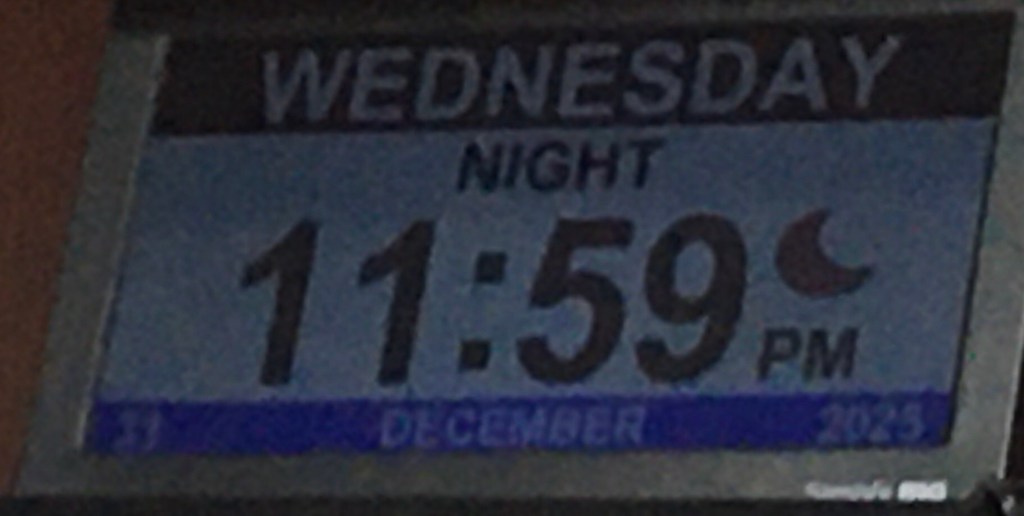 WEDNESDAY
NIGHT
11:59 PM
31 DECEMBER 2025